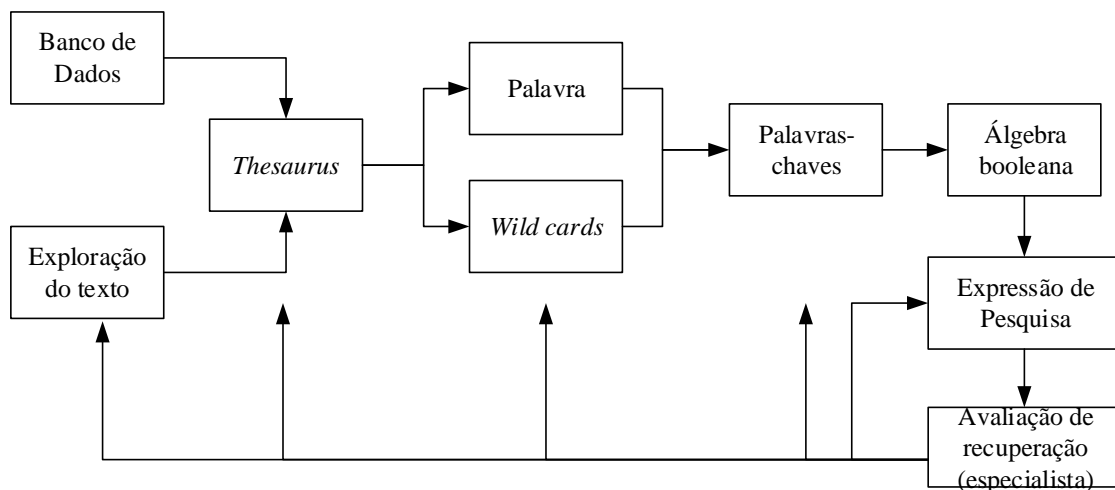 Banco de
Dados
Thesaurus
Exploração
do texto
Palavra
Wild cards
Palavras-
chaves
Álgebra
booleana
Expressão de
Pesquisa
Avaliação de
recuperação
(especialista)